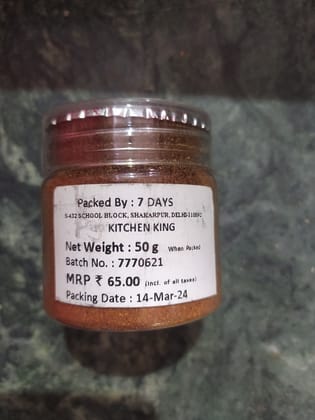 Packed By : 7 DAYS
S-432 SCHOOL BLOCK, SHAKARPUR, DELHI-110092
KITCHEN KING
Net Weight : 50 g When Packed
Batch No. : 7770621
MRP ₹ 65.00 (incl. of all taxes)
Packing Date : 14-Mar-24